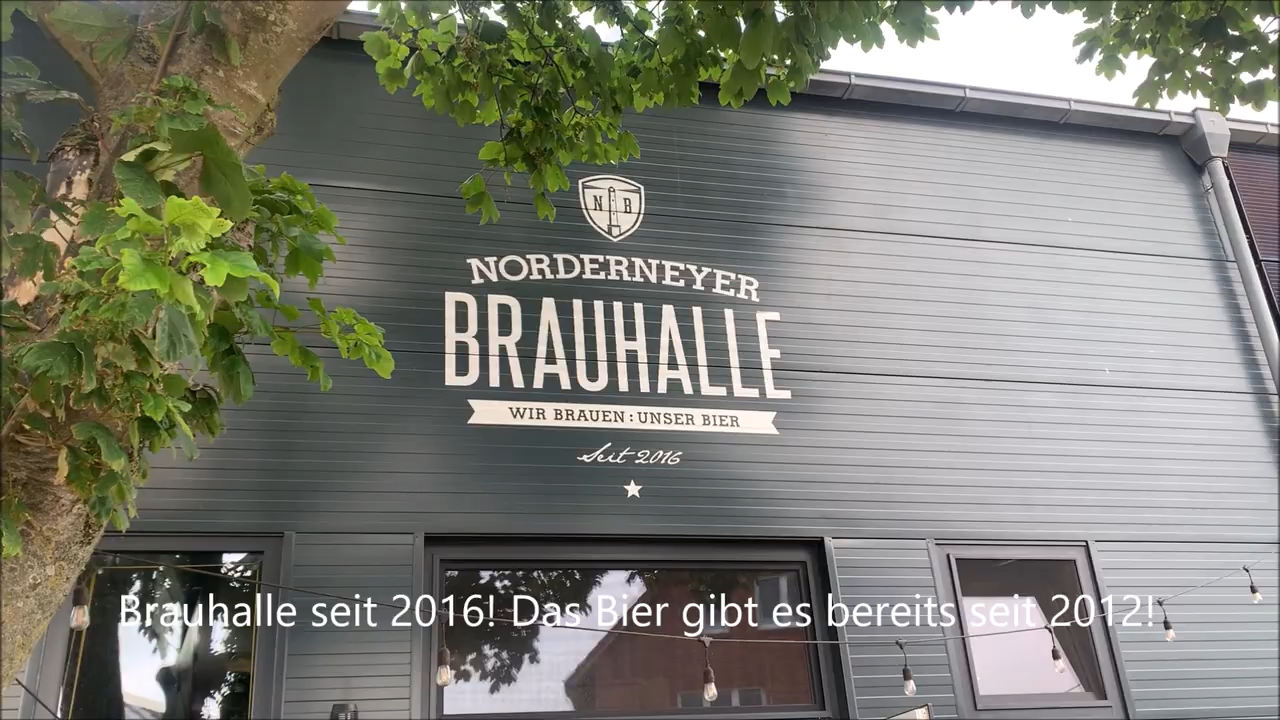 N B
NORDERNEYER
BRAUHALLE
WIR BRAUEN : UNSER BIER
Seit 2016
Brauhalle seit 2016! Das Bier gibt es bereits seit 2012!